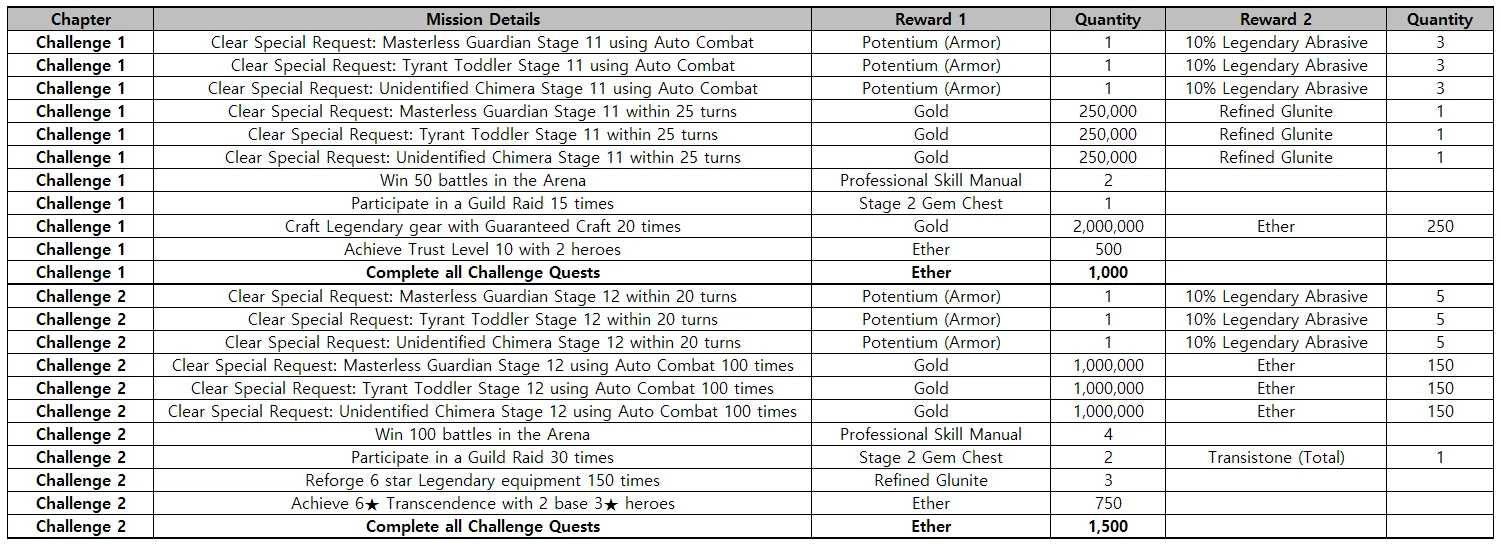 Chapter Mission Details Reward 1 Quantity Reward 2 Quantity
Challenge 1 Clear Special Request: Masterless Guardian Stage 11 using Auto Combat Potentium (Armor) 1 10% Legendary Abrasive 3
Challenge 1 Clear Special Request: Tyrant Toddler Stage 11 using Auto Combat Potentium (Armor) 1 10% Legendary Abrasive 3
Challenge 1 Clear Special Request: Unidentified Chimera Stage 11 using Auto Combat Potentium (Armor) 1 10% Legendary Abrasive 3
Challenge 1 Clear Special Request: Masterless Guardian Stage 11 within 25 turns Gold 250,000 Refined Glunite 1
Challenge 1 Clear Special Request: Tyrant Toddler Stage 11 within 25 turns Gold 250,000 Refined Glunite 1
Challenge 1 Clear Special Request: Unidentified Chimera Stage 11 within 25 turns Gold 250,000 Refined Glunite 1
Challenge 1 Win 50 battles in the Arena Professional Skill Manual 2
Challenge 1 Participate in a Guild Raid 15 times Stage 2 Gem Chest 1
Challenge 1 Craft Legendary gear with Guaranteed Craft 20 times Gold 2,000,000 Ether 250
Challenge 1 Achieve Trust Level 10 with 2 heroes Ether 500
Challenge 1 Complete all Challenge Quests Ether 1,000
Challenge 2 Clear Special Request: Masterless Guardian Stage 12 within 20 turns Potentium (Armor) 1 10% Legendary Abrasive 5
Challenge 2 Clear Special Request: Tyrant Toddler Stage 12 within 20 turns Potentium (Armor) 1 10% Legendary Abrasive 5
Challenge 2 Clear Special Request: Unidentified Chimera Stage 12 within 20 turns Potentium (Armor) 1 10% Legendary Abrasive 5
Challenge 2 Clear Special Request: Masterless Guardian Stage 12 using Auto Combat 100 times Gold 1,000,000 Ether 150
Challenge 2 Clear Special Request: Tyrant Toddler Stage 12 using Auto Combat 100 times Gold 1,000,000 Ether 150
Challenge 2 Clear Special Request: Unidentified Chimera Stage 12 using Auto Combat 100 times Gold 1,000,000 Ether 150
Challenge 2 Win 100 battles in the Arena Professional Skill Manual 4
Challenge 2 Participate in a Guild Raid 30 times Stage 2 Gem Chest 2 Transistone (Total) 1
Challenge 2 Reforge 6 star Legendary equipment 150 times Refined Glunite 3
Challenge 2 Achieve 6★ Transcendence with 2 base 3★ heroes Ether 750
Challenge 2 Complete all Challenge Quests Ether 1,500